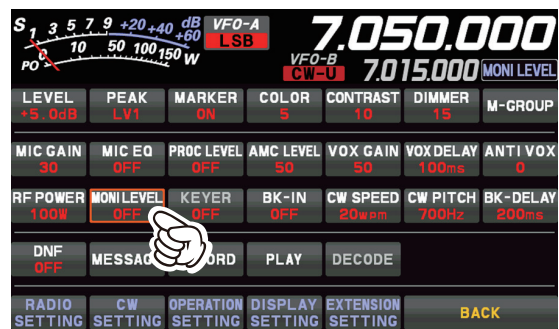 S 1 3 5 7 9 +20 +40 +60 dB VFO-A 7.050.000
LSB
PO 0 10 50 100 150 W VFO-B
CW-U 7.015.000 MONI LEVEL
LEVEL PEAK MARKER COLOR CONTRAST DIMMER M-GROUP
+5.0dB LV1 ON 5 10 15
MIC GAIN MIC EQ PROC LEVEL AMC LEVEL VOX GAIN VOX DELAY ANTI VOX
30 OFF OFF 50 50 100ms 0
RF POWER MONI LEVEL KEYER BK-IN CW SPEED CW PITCH BK-DELAY
100W OFF OFF OFF 20wpm 700Hz 200ms
DNF MESSAG ORD PLAY DECODE
OFF
RADIO CW OPERATION DISPLAY EXTENSION BACK
SETTING SETTING SETTING SETTING SETTING